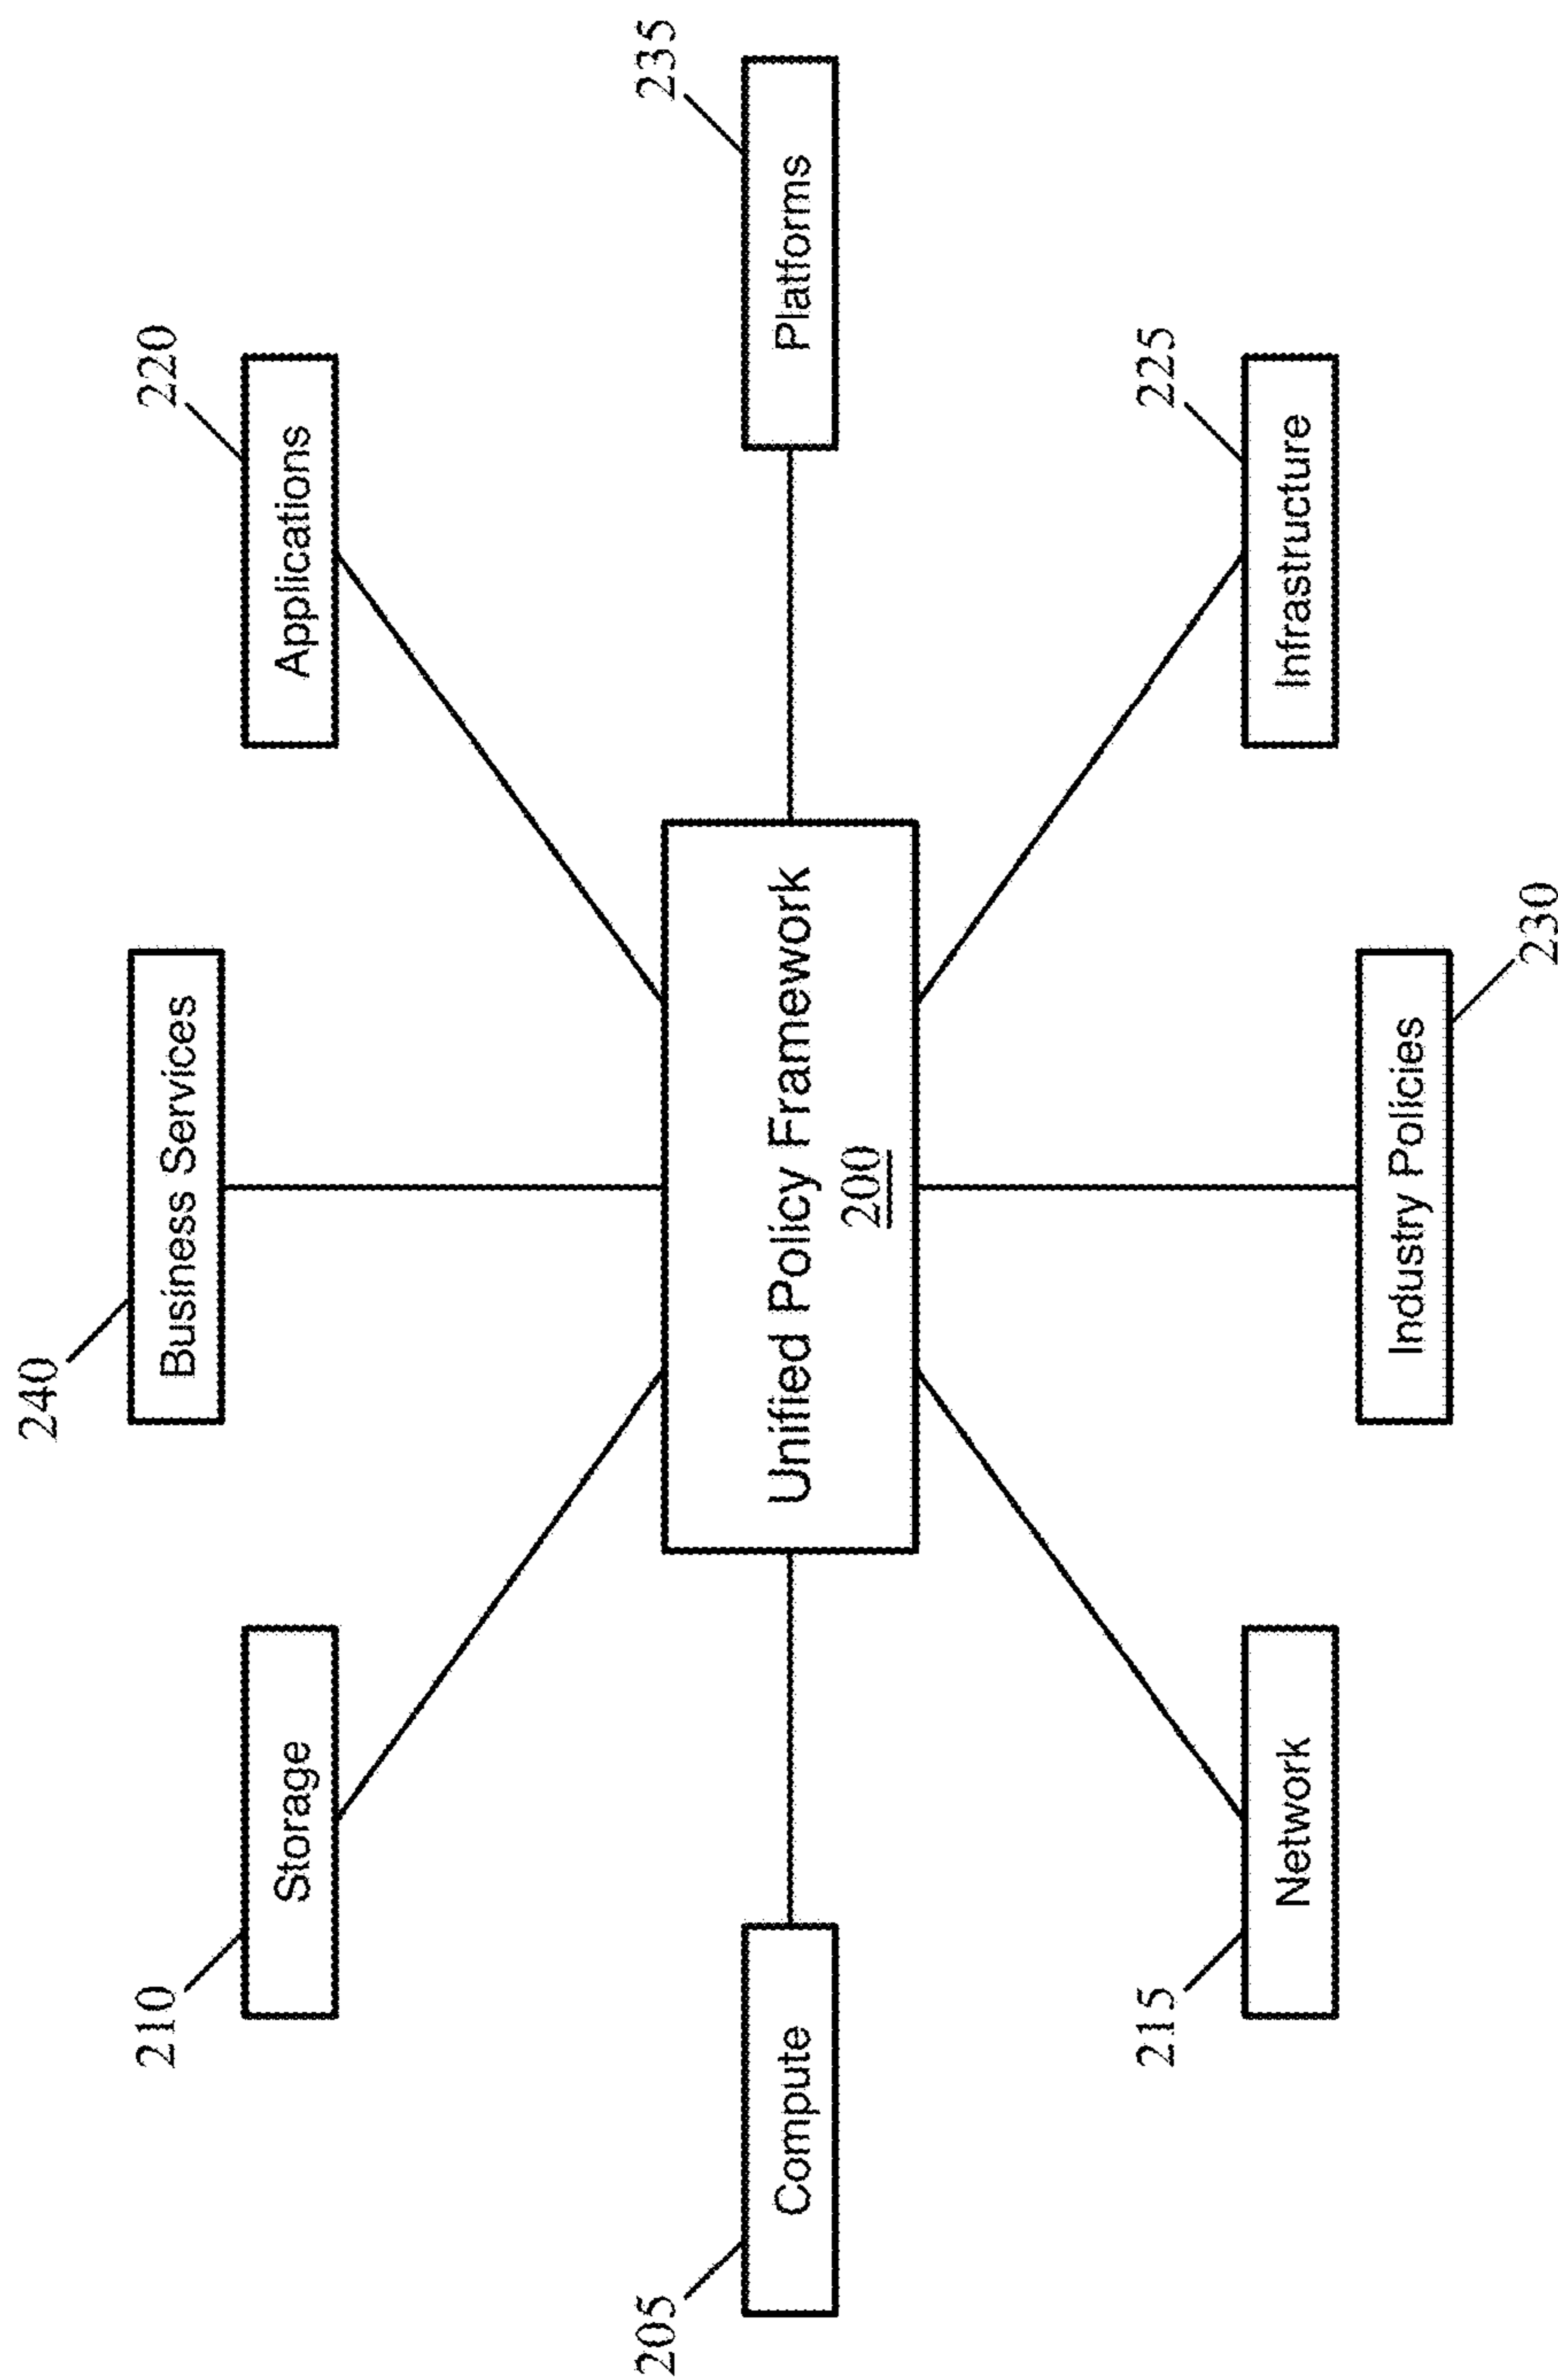 240
Business Services
210
Storage
220
Applications
205
Compute
Unified Policy Framework
200
235
Platforms
215
Network
225
Infrastructure
Industry Policies
230